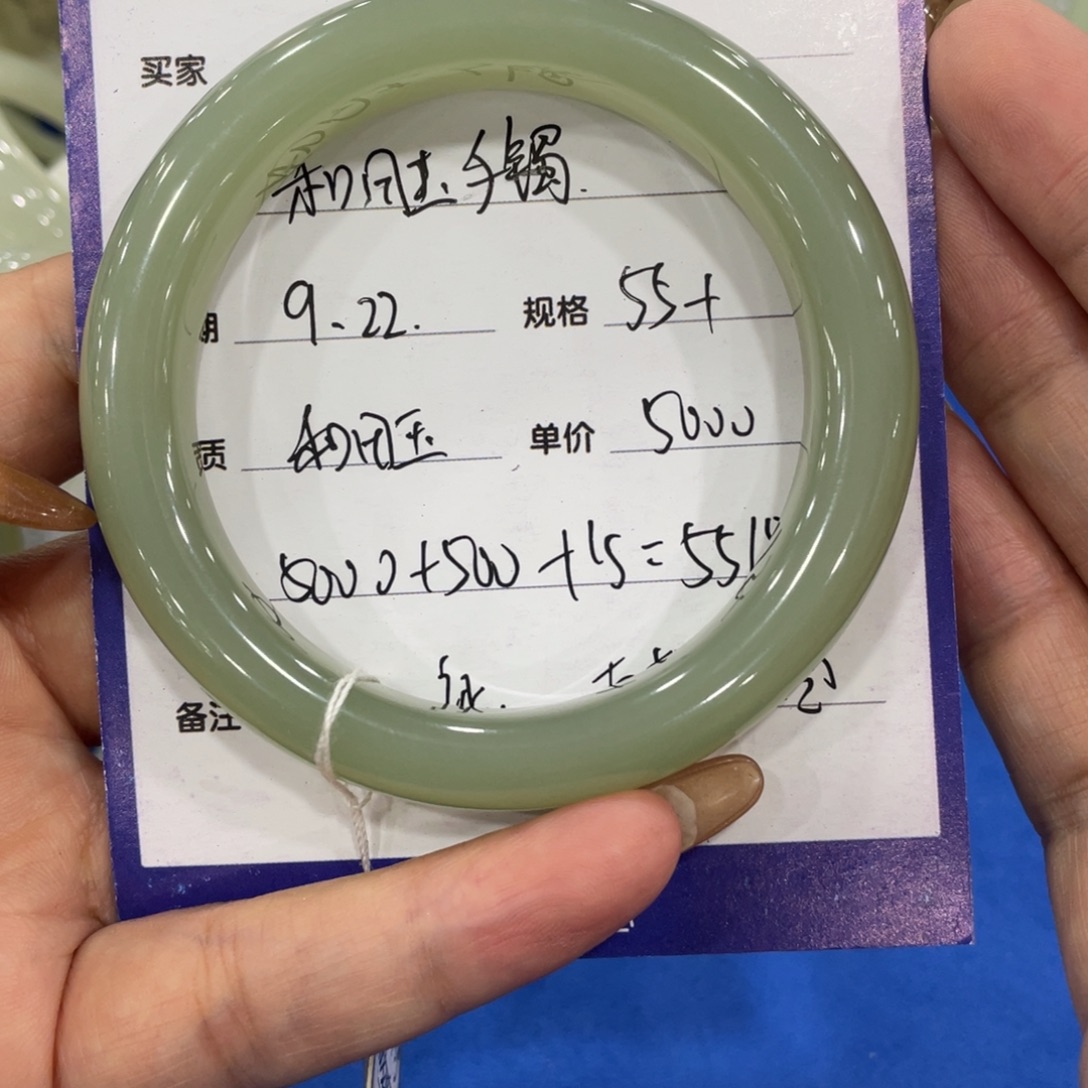 买家
和田玉手镯.
期 9.22. 规格 55+
质 和田玉 单价 5000
5000+500+15=551
备注